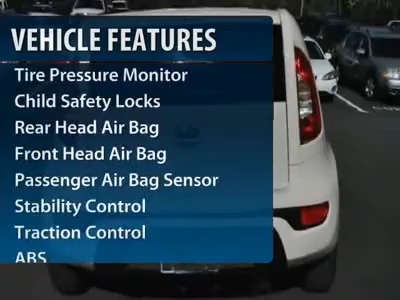 VEHICLE FEATURES
Tire Pressure Monitor
Child Safety Locks
Rear Head Air Bag
Front Head Air Bag
Passenger Air Bag Sensor
Stability Control
Traction Control
ABS